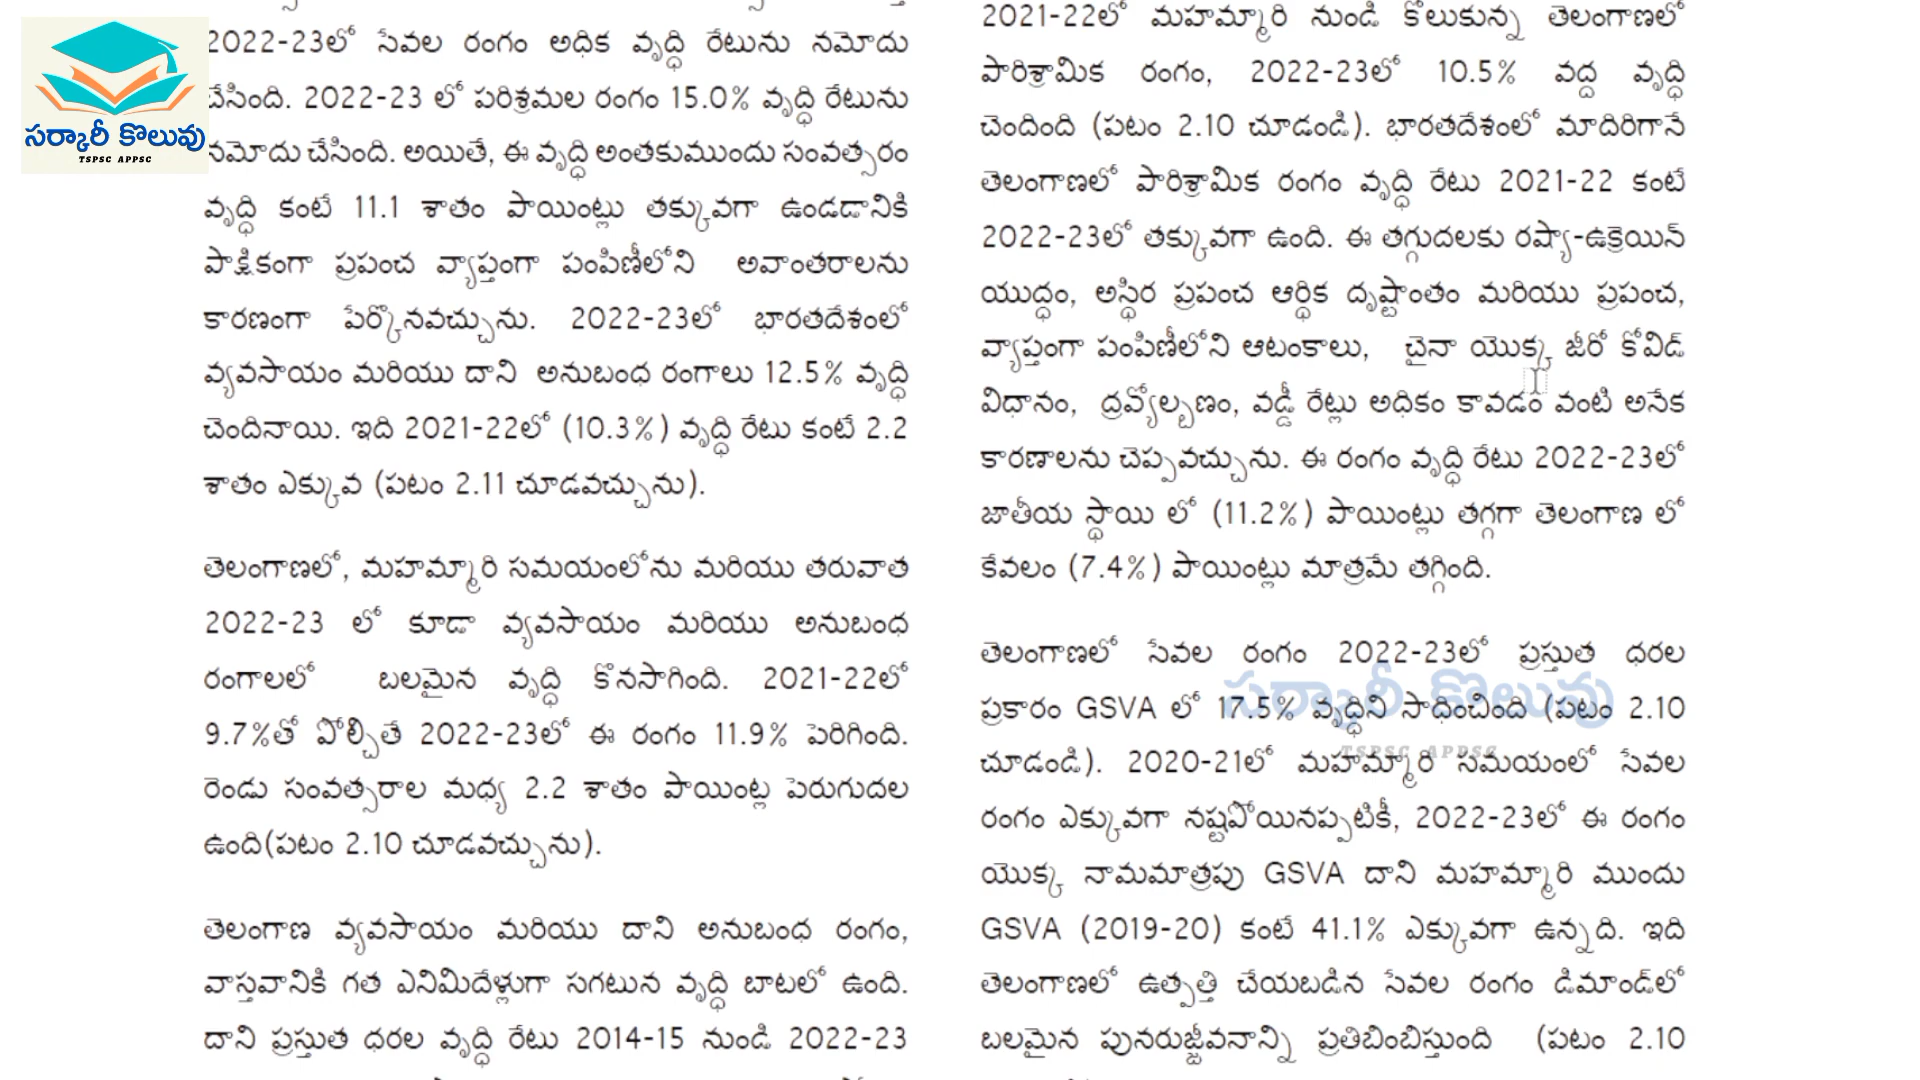 సర్కారీ కొలువు
TSPSC APPSC
2022-23లో సేవల రంగం అధిక వృద్ధి రేటును నమోదు
చేసింది. 2022-23 లో పరిశ్రమల రంగం 15.0% వృద్ధి రేటును
నమోదు చేసింది. అయితే, ఈ వృద్ధి అంతకుముందు సంవత్సరం
వృద్ధి కంటే 11.1 శాతం పాయింట్లు తక్కువగా ఉండడానికి
పాక్షికంగా ప్రపంచ వ్యాప్తంగా పంపిణీలోని అవాంతరాలను
కారణంగా పేర్కొనవచ్చును. 2022-23లో భారతదేశంలో
వ్యవసాయం మరియు దాని అనుబంధ రంగాలు 12.5% వృద్ధి
చెందినాయి. ఇది 2021-22లో (10.3%) వృద్ధి రేటు కంటే 2.2
శాతం ఎక్కువ (పటం 2.11 చూడవచ్చును).
తెలంగాణలో, మహమ్మారి సమయంలోను మరియు తరువాత
2022-23 లో కూడా వ్యవసాయం మరియు అనుబంధ
రంగాలలో బలమైన వృద్ధి కొనసాగింది. 2021-22లో
9.7%తో పోల్చితే 2022-23లో ఈ రంగం 11.9% పెరిగింది.
రెండు సంవత్సరాల మధ్య 2.2 శాతం పాయింట్ల పెరుగుదల
ఉంది(పటం 2.10 చూడవచ్చును).
తెలంగాణ వ్యవసాయం మరియు దాని అనుబంధ రంగం,
వాస్తవానికి గత ఎనిమిదేళ్లుగా సగటున వృద్ధి బాటలో ఉంది.
దాని ప్రస్తుత ధరల వృద్ధి రేటు 2014-15 నుండి 2022-23
2021-22లో మహమ్మారి నుండి కోలుకున్న తెలంగాణలో
పారిశ్రామిక రంగం, 2022-23లో 10.5% వద్ద వృద్ధి
చెందింది (పటం 2.10 చూడండి). భారతదేశంలో మాదిరిగానే
తెలంగాణలో పారిశ్రామిక రంగం వృద్ధి రేటు 2021-22 కంటే
2022-23లో తక్కువగా ఉంది. ఈ తగ్గుదలకు రష్యా-ఉక్రెయిన్
యుద్ధం, అస్థిర ప్రపంచ ఆర్థిక దృష్టాంతం మరియు ప్రపంచ,
వ్యాప్తంగా పంపిణీలోని ఆటంకాలు, చైనా యొక్క జీరో కోవిడ్
విధానం, ద్రవ్యోల్బణం, వడ్డీ రేట్లు అధికం కావడం వంటి అనేక
కారణాలను చెప్పవచ్చును. ఈ రంగం వృద్ధి రేటు 2022-23లో
జాతీయ స్థాయి లో (11.2%) పాయింట్లు తగ్గగా తెలంగాణ లో
కేవలం (7.4%) పాయింట్లు మాత్రమే తగ్గింది.
తెలంగాణలో సేవల రంగం 2022-23లో ప్రస్తుత ధరల
ప్రకారం GSVA లో 17.5% వృద్ధిని సాధించింది (పటం 2.10
చూడండి). 2020-21లో మహమ్మారి సమయంలో సేవల
రంగం ఎక్కువగా నష్టపోయినప్పటికీ, 2022-23లో ఈ రంగం
యొక్క నామమాత్రపు GSVA దాని మహమ్మారి ముందు
GSVA (2019-20) కంటే 41.1% ఎక్కువగా ఉన్నది. ఇది
తెలంగాణలో ఉత్పత్తి చేయబడిన సేవల రంగం డిమాండ్‌లో
బలమైన పునరుజ్జీవనాన్ని ప్రతిబింబిస్తుంది (పటం 2.10
సర్కారీ కొలువు
TSPSC APPSC